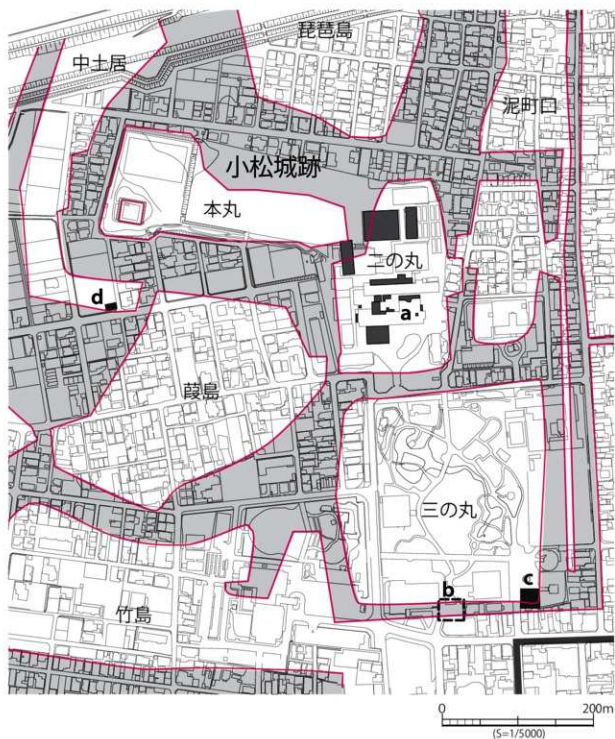 琵琶島
中土居
泥町口
小松城跡
本丸
二の丸
a
d
葭島
三の丸
b
c
竹島
0 200m
(S=1/5000)